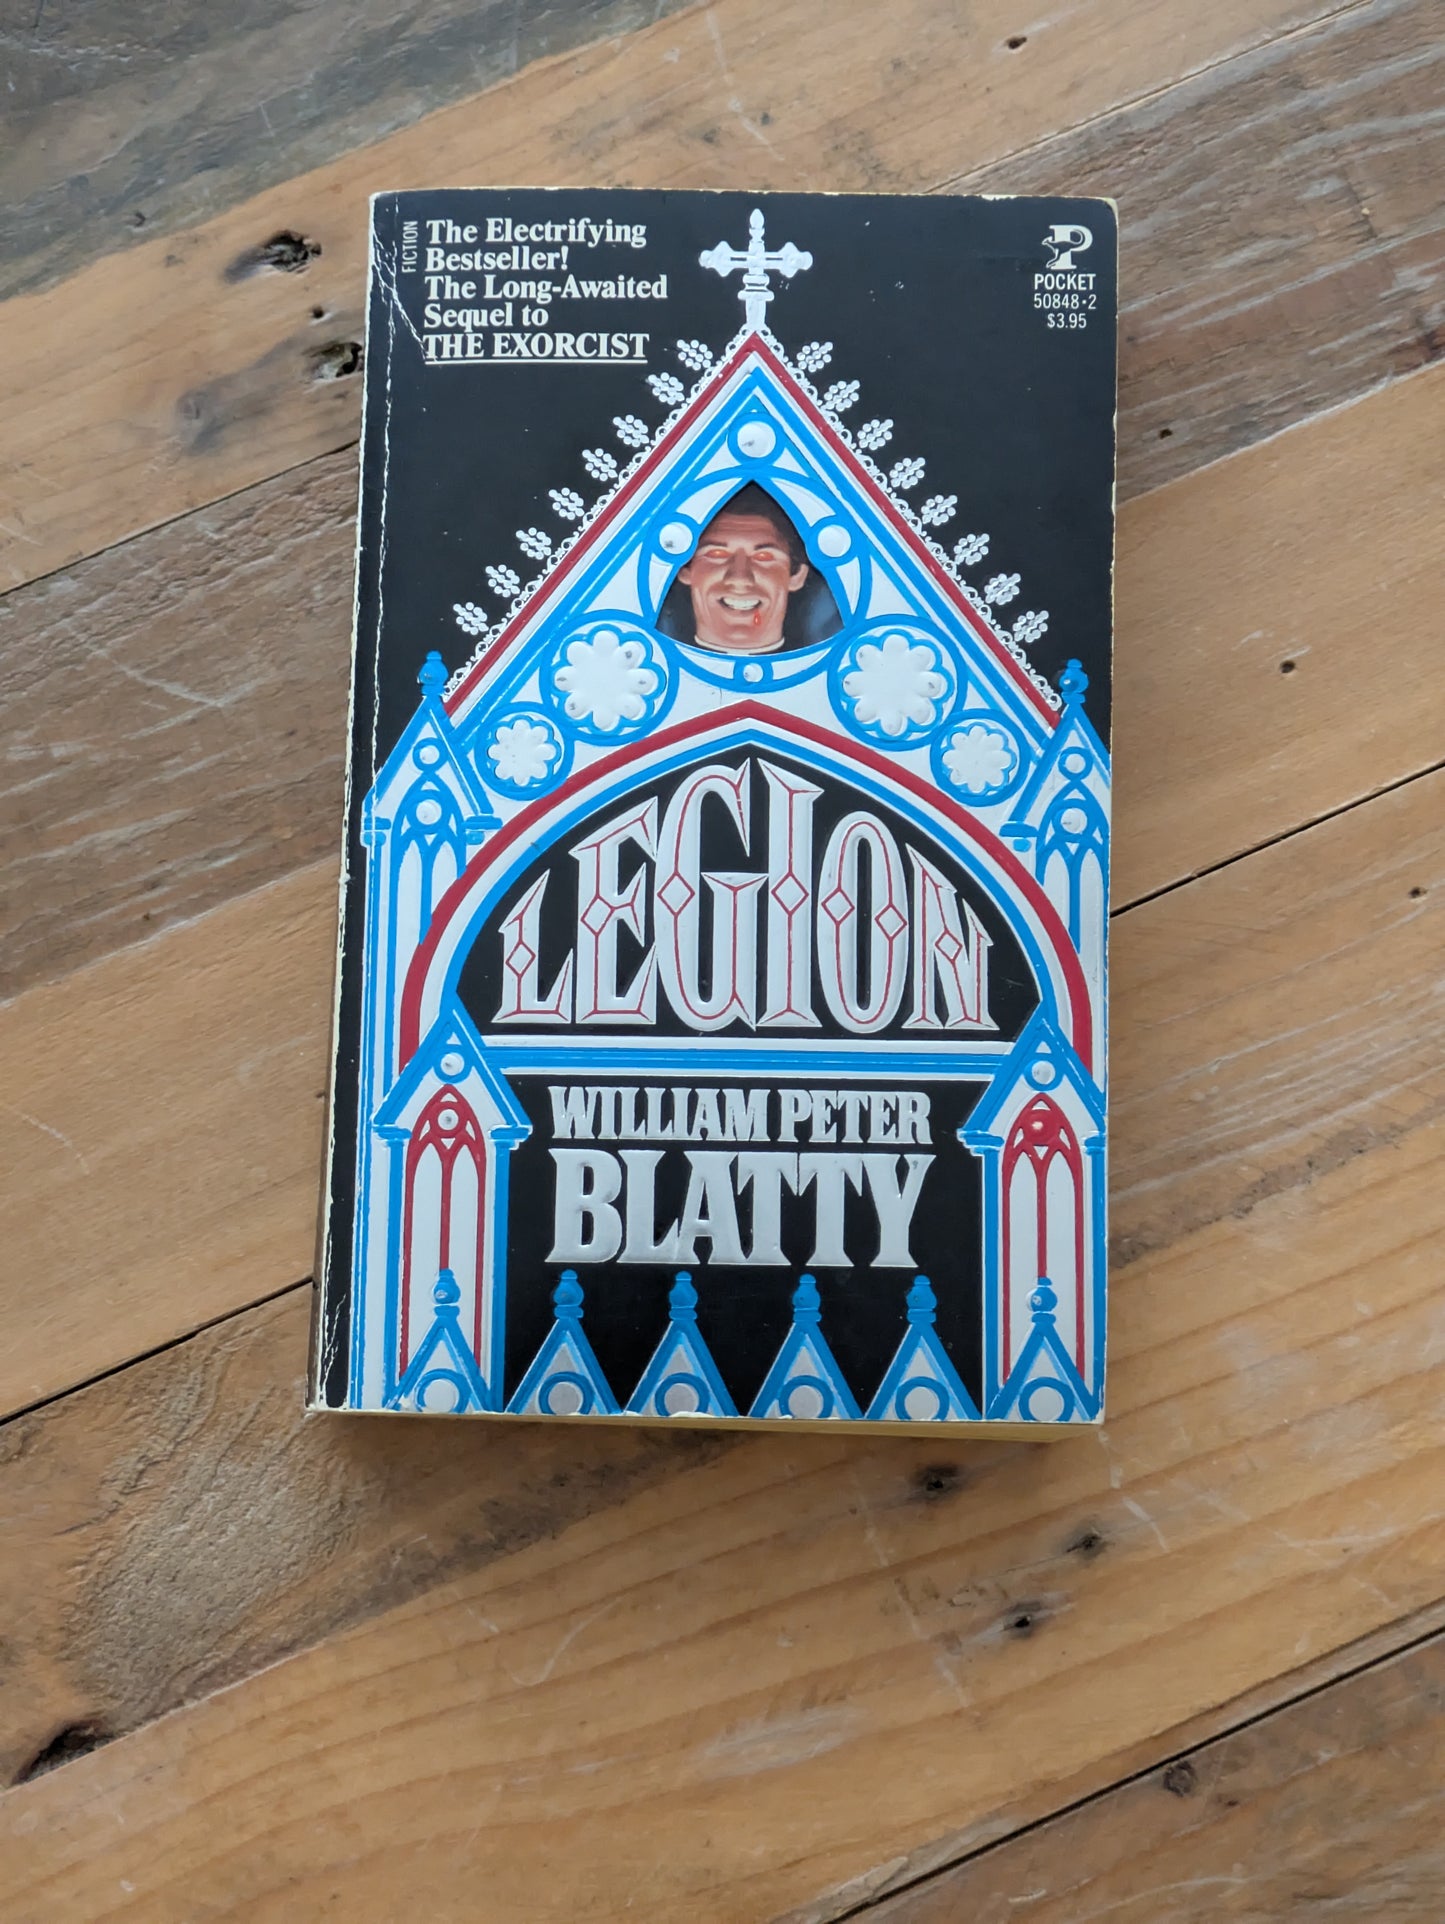 FICTION
The Electrifying
Bestseller!
The Long-Awaited
Sequel to
THE EXORCIST
P
POCKET
50848·2
$3.95
LEGION
WILLIAM PETER
BLATTY